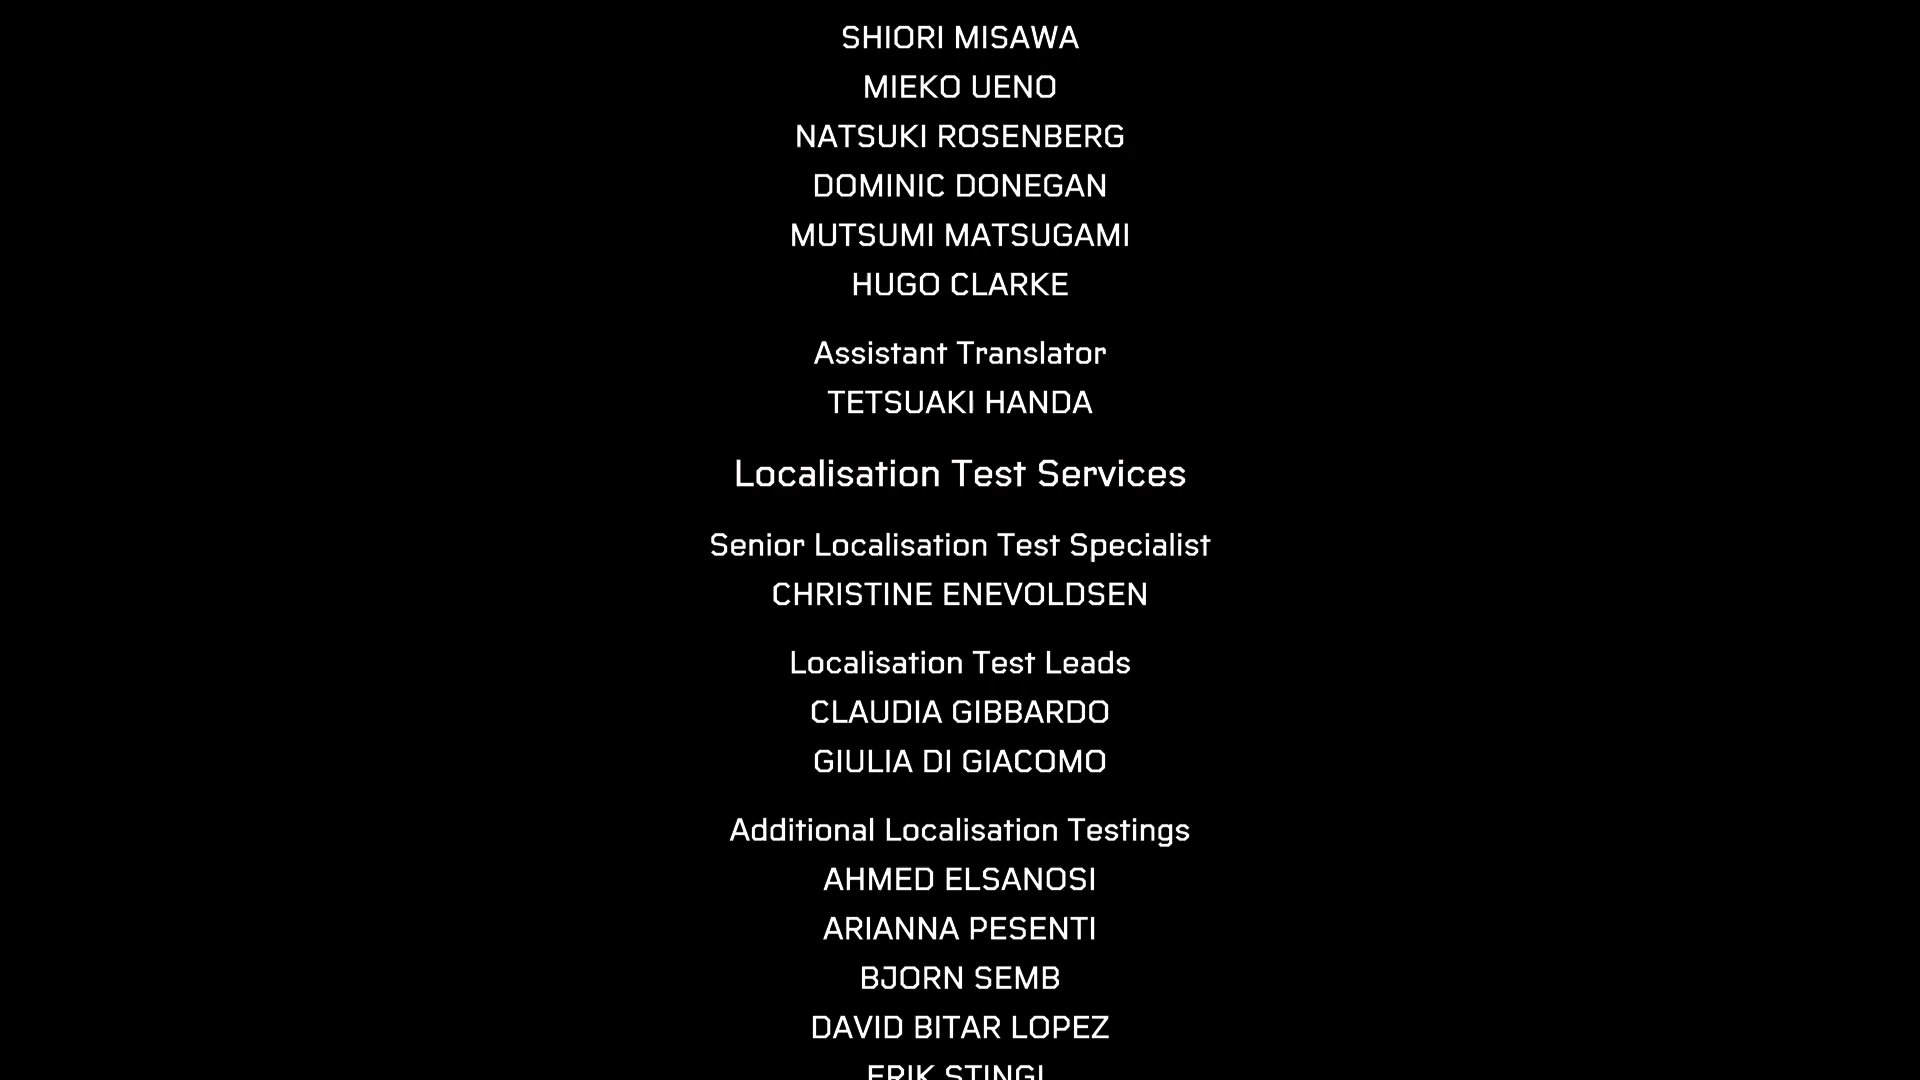 SHIORI MISAWA
MIEKO UENO
NATSUKI ROSENBERG
DOMINIC DONEGAN
MUTSUMI MATSUGAMI
HUGO CLARKE
Assistant Translator
TETSUAKI HANDA
Localisation Test Services
Senior Localisation Test Specialist
CHRISTINE ENEVOLDSEN
Localisation Test Leads
CLAUDIA GIBBARDO
GIULIA DI GIACOMO
Additional Localisation Testings
AHMED ELSANOSI
ARIANNA PESENTI
BJORN SEMB
DAVID BITAR LOPEZ
ERIK STINGL